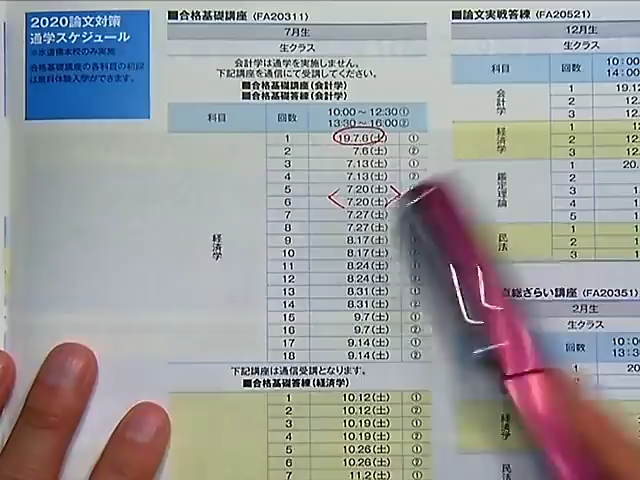 2020論文対策
通学スケジュール
※水道橋本校のみ実施
合格基礎講座の各科目の初回
は無料体験入学ができます。
■合格基礎講座 (FA20311)
7月生
生クラス
会計学は通学を実施しません。
下記講座を通信にて受講してください。
■合格基礎講座(会計学)
■合格基礎答練(会計学)
科目 回数 10:00～12:30①
13:30～16:00②
経済学
1 19.7.6(土) ①
2 7.6(土) ②
3 7.13(土) ①
4 7.13(土) ②
5 7.20(土) ①
6 7.20(土)
7 7.27(土)
8 7.27(土) ②
9 8.17(土) ①
10 8.17(土) ②
11 8.24(土) ①
12 8.24(土) ②
13 8.31(土) ①
14 8.31(土) ②
15 9.7(土) ①
16 9.7(土) ②
17 9.14(土) ①
18 9.14(土) ②
下記講座は通信受講となります。
■合格基礎答練(経済学)
1 10.12(土) ①
2 10.12(土) ②
3 10.19(土) ①
4 10.19(土) ②
5 10.26(土) ①
6 10.26(土) ②
7 11.2(土) ①
■論文実戦答練 (FA20521)
12月生
生クラス
科目 回数 10:00
14:00
会計学
1 19.12
2 12.
3 12.
経済学
1 12
2 12.
3 12.
鑑定理論
1 20.
2
3
4
5
民法
1
2
3
総ざらい講座 (FA20351)
2月生
生クラス
回数 10:00
13:3
1 20
2
経済学
民法